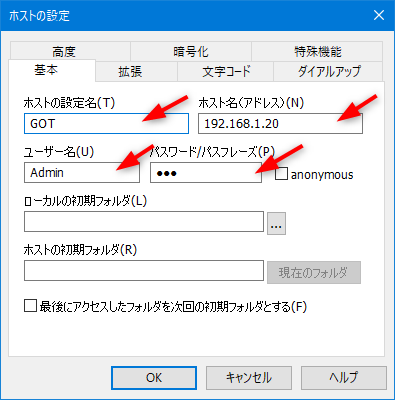 ホストの設定
高度 暗号化 特殊機能
基本 拡張 文字コード ダイアルアップ
ホストの設定名(T) ホスト名(アドレス)(N)
GOT 192.168.1.20
ユーザー名(U) パスワード/パスフレーズ(P)
Admin ●●● anonymous
ローカルの初期フォルダ(L)
...
ホストの初期フォルダ(R)
現在のフォルダ
最後にアクセスしたフォルダを次回の初期フォルダとする(F)
OK キャンセル ヘルプ